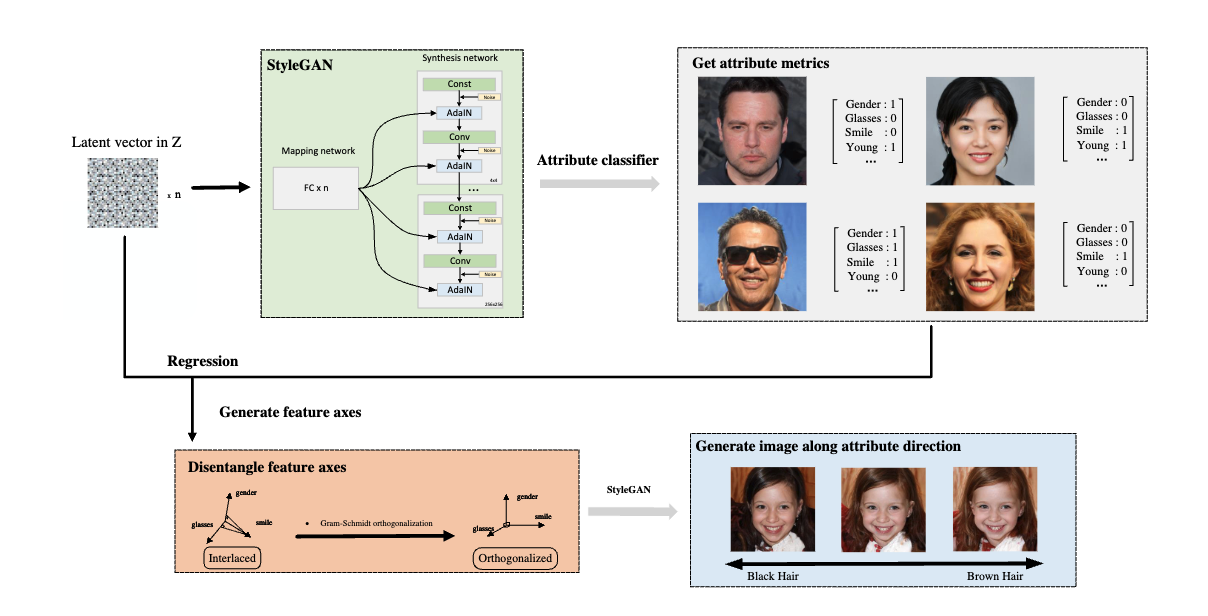 Latent vector in Z
x n
StyleGAN
Synthesis network
Mapping network
FC x n
Const
Noise
AdaIN
Conv
Noise
AdaIN
4x4
...
Const
Noise
AdaIN
Conv
Noise
AdaIN
256x256
Attribute classifier
Get attribute metrics
Gender : 1
Glasses : 0
Smile : 0
Young : 1
...
Gender : 0
Glasses : 0
Smile : 1
Young : 1
...
Gender : 1
Glasses : 1
Smile : 1
Young : 0
...
Gender : 0
Glasses : 0
Smile : 1
Young : 0
...
Regression
Generate feature axes
Disentangle feature axes
gender
glasses
smile
Interlaced
• Gram-Schmidt orthogonalization
gender
smile
glasses
Orthogonalized
StyleGAN
Generate image along attribute direction
Black Hair
Brown Hair